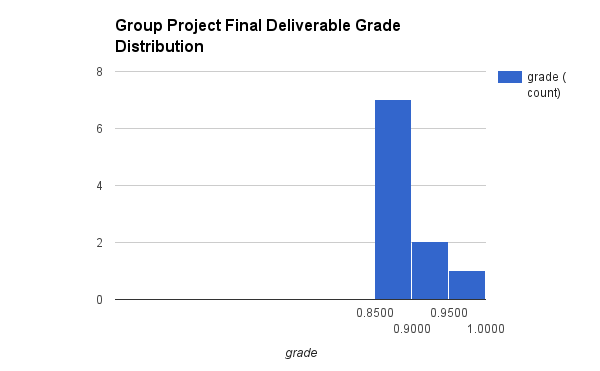 Group Project Final Deliverable Grade
Distribution
8
6
4
2
0
grade (
count)
0.8500
0.9500
0.9000
1.0000
grade